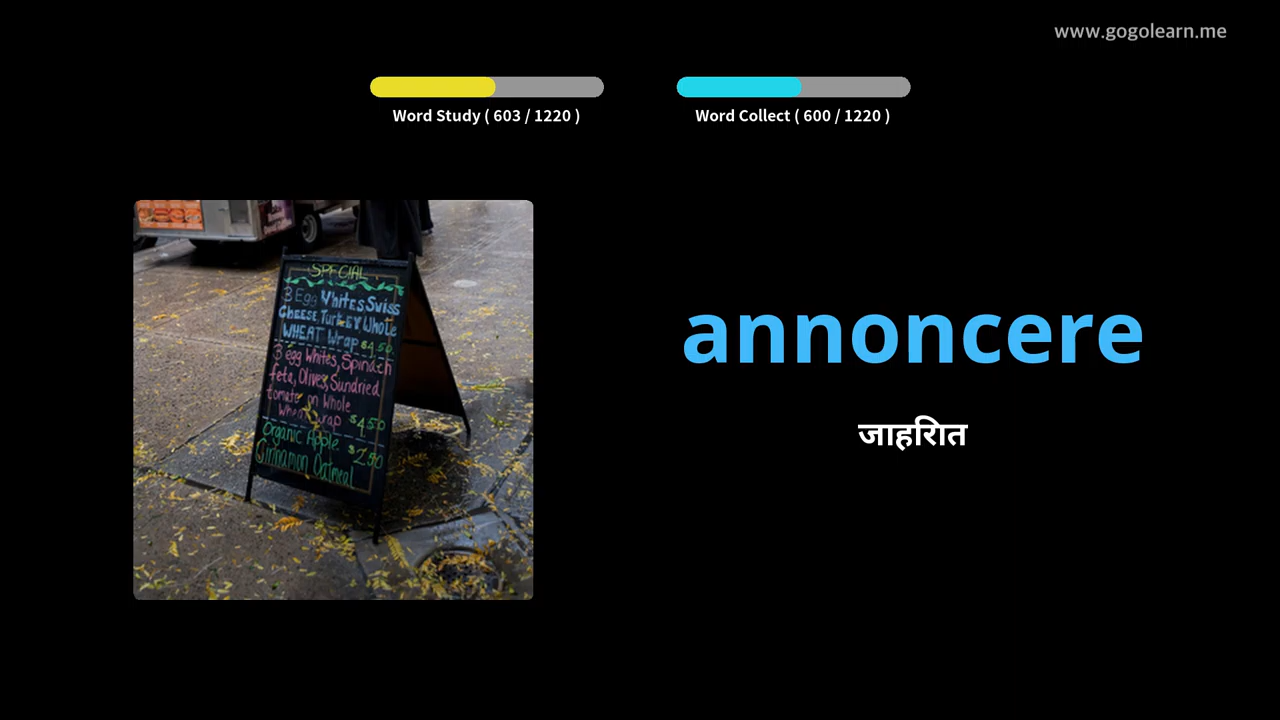 www.gogolearn.me
Word Study ( 603 / 1220 )
Word Collect ( 600 / 1220 )
SPECIAL
3 Egg Whites, Swiss
Cheese, Turkey Whole
WHEAT Wrap $4.50
3 egg Whites, Spinach
feta, Olives, Sundried
tomato on Whole
Wheat Wrap $4.50
Organic Apple
Cinnamon Oatmeal $2.50
annoncere
जाहिरात